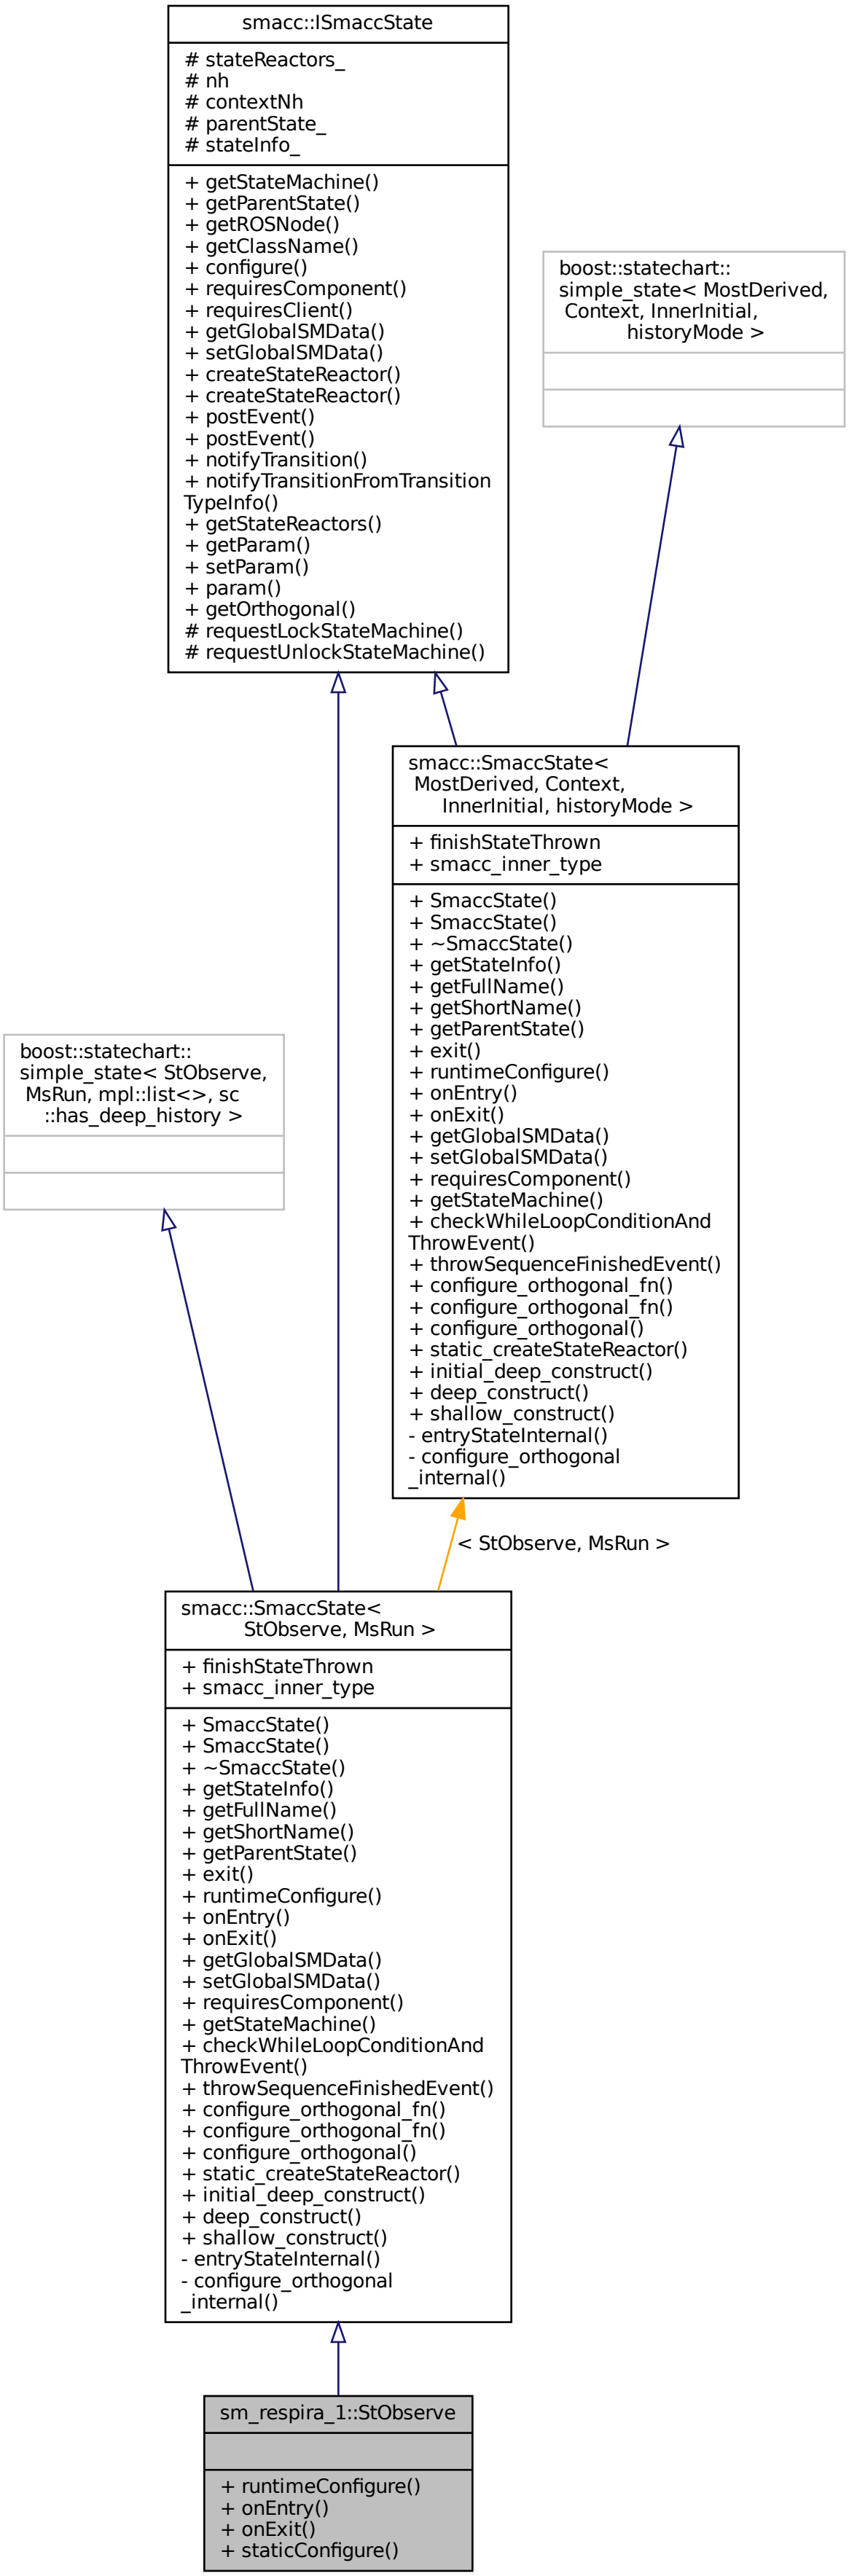 smacc::ISmaccState
# stateReactors_
# nh
# contextNh
# parentState_
# stateInfo_
+ getStateMachine()
+ getParentState()
+ getROSNode()
+ getClassName()
+ configure()
+ requiresComponent()
+ requiresClient()
+ getGlobalSMData()
+ setGlobalSMData()
+ createStateReactor()
+ createStateReactor()
+ postEvent()
+ postEvent()
+ notifyTransition()
+ notifyTransitionFromTransition
TypeInfo()
+ getStateReactors()
+ getParam()
+ setParam()
+ param()
+ getOrthogonal()
# requestLockStateMachine()
# requestUnlockStateMachine()
boost::statechart::
simple_state< MostDerived,
Context, InnerInitial,
historyMode >
smacc::SmaccState<
MostDerived, Context,
InnerInitial, historyMode >
+ finishStateThrown
+ smacc_inner_type
+ SmaccState()
+ SmaccState()
+ ~SmaccState()
+ getStateInfo()
+ getFullName()
+ getShortName()
+ getParentState()
+ exit()
+ runtimeConfigure()
+ onEntry()
+ onExit()
+ getGlobalSMData()
+ setGlobalSMData()
+ requiresComponent()
+ getStateMachine()
+ checkWhileLoopConditionAnd
ThrowEvent()
+ throwSequenceFinishedEvent()
+ configure_orthogonal_fn()
+ configure_orthogonal_fn()
+ configure_orthogonal()
+ static_createStateReactor()
+ initial_deep_construct()
+ deep_construct()
+ shallow_construct()
- entryStateInternal()
- configure_orthogonal
_internal()
boost::statechart::
simple_state< StObserve,
MsRun, mpl::list<>, sc
::has_deep_history >
< StObserve, MsRun >
smacc::SmaccState<
StObserve, MsRun >
+ finishStateThrown
+ smacc_inner_type
+ SmaccState()
+ SmaccState()
+ ~SmaccState()
+ getStateInfo()
+ getFullName()
+ getShortName()
+ getParentState()
+ exit()
+ runtimeConfigure()
+ onEntry()
+ onExit()
+ getGlobalSMData()
+ setGlobalSMData()
+ requiresComponent()
+ getStateMachine()
+ checkWhileLoopConditionAnd
ThrowEvent()
+ throwSequenceFinishedEvent()
+ configure_orthogonal_fn()
+ configure_orthogonal_fn()
+ configure_orthogonal()
+ static_createStateReactor()
+ initial_deep_construct()
+ deep_construct()
+ shallow_construct()
- entryStateInternal()
- configure_orthogonal
_internal()
sm_respira_1::StObserve
+ runtimeConfigure()
+ onEntry()
+ onExit()
+ staticConfigure()